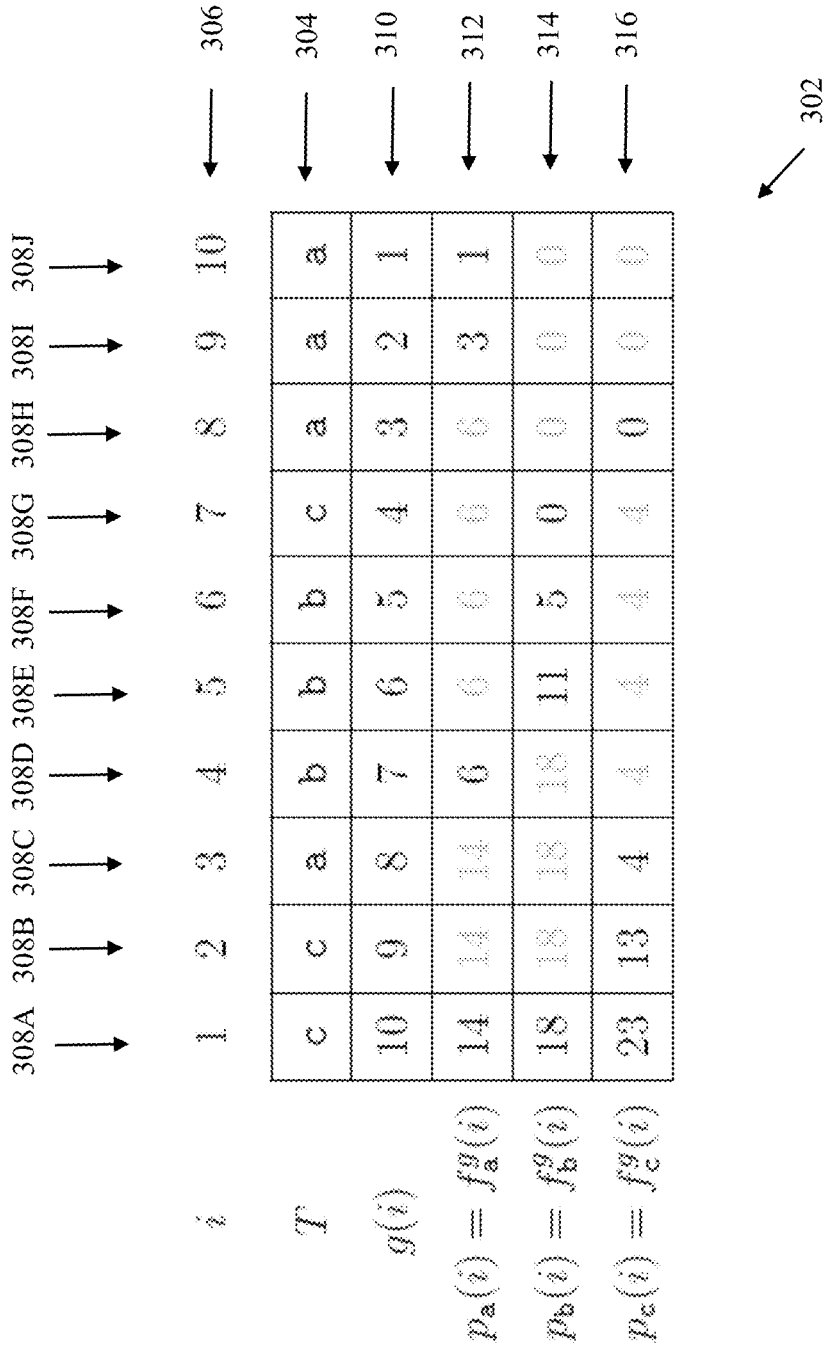 308A 308B 308C 308D 308E 308F 308G 308H 308I 308J
i 1 2 3 4 5 6 7 8 9 10 306
T c c a b b b c a a a 304
g(i) 10 9 8 7 6 5 4 3 2 1 310
p_a(i) = f_a^g(i) 14 14 14 6 6 6 6 6 3 1 312
p_b(i) = f_b^g(i) 18 18 18 18 11 5 0 0 0 0 314
p_c(i) = f_c^g(i) 23 13 4 4 4 4 4 0 0 0 316
302